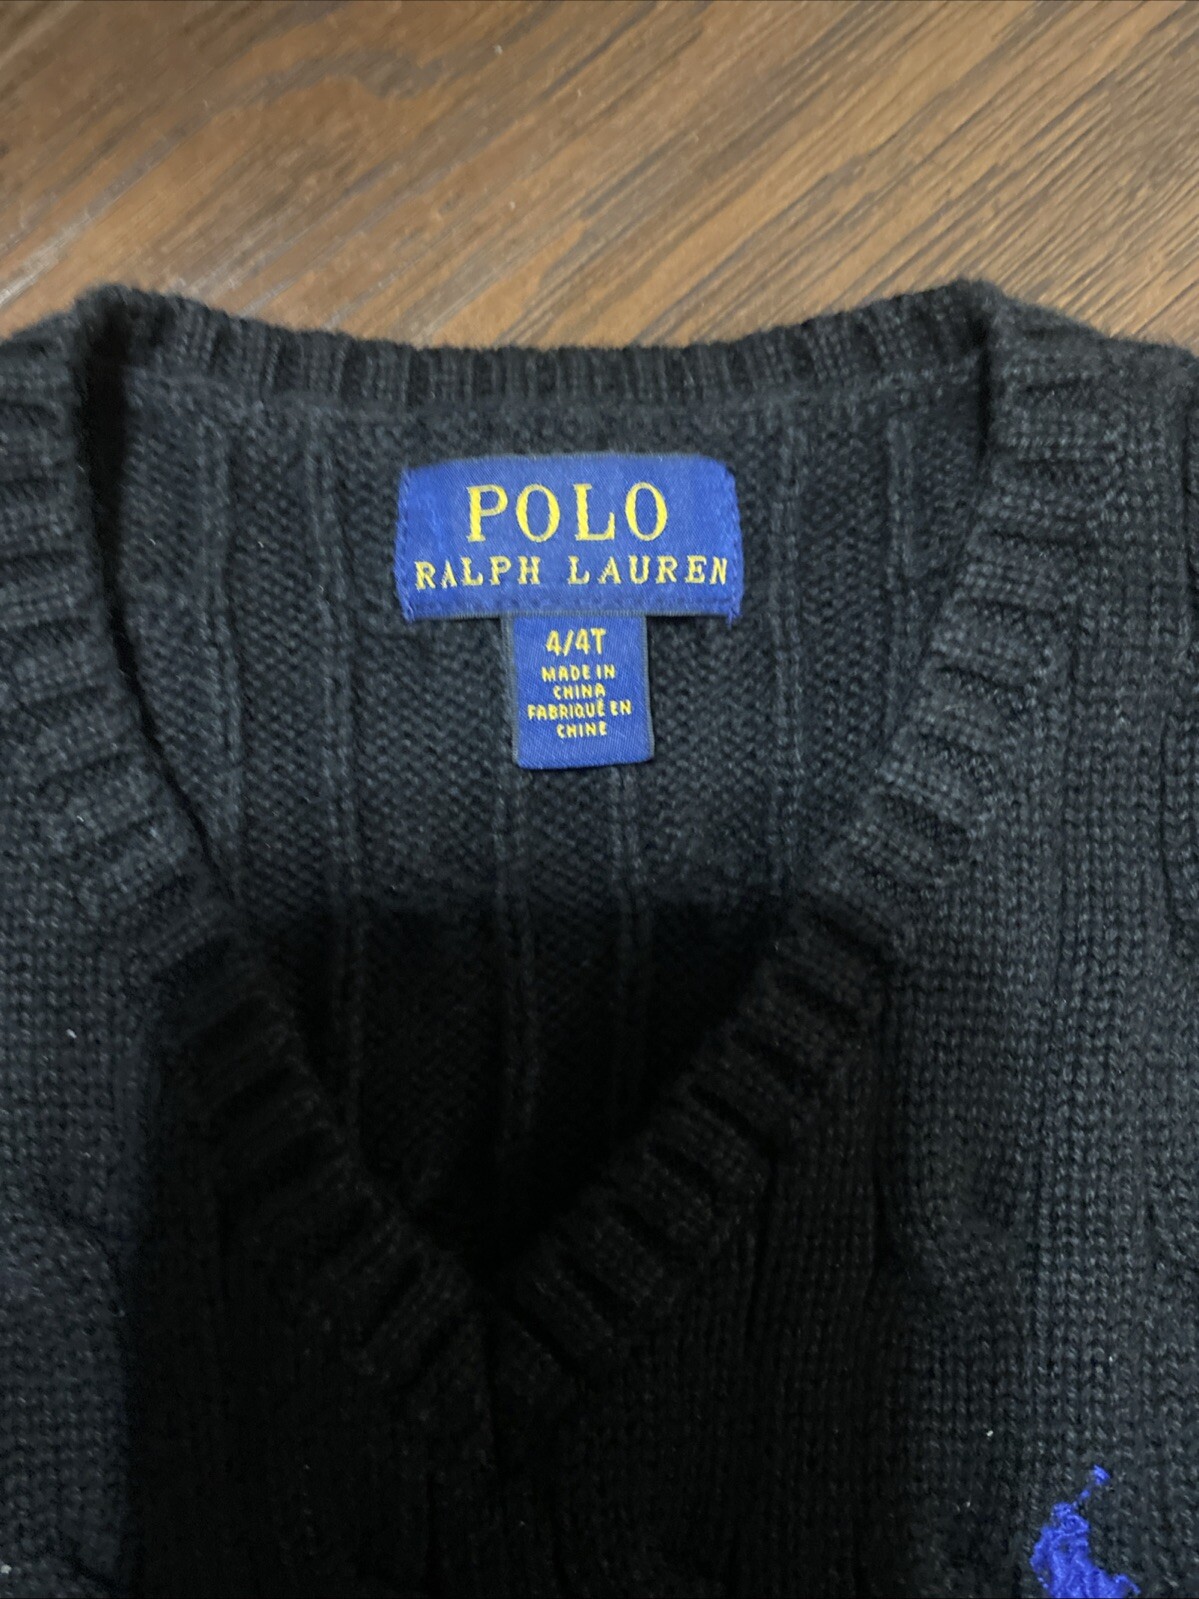 POLO
RALPH LAUREN
4/4T
MADE IN
CHINA
FABRIQUÉ EN
CHINE